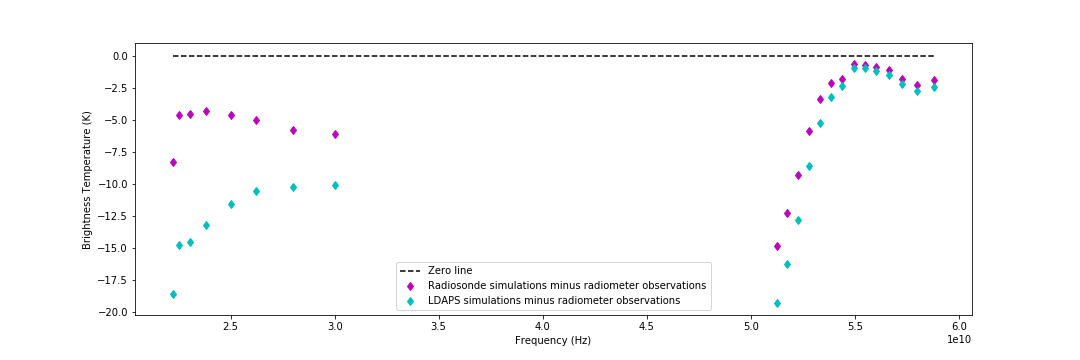 0.0
−2.5
−5.0
−7.5
−10.0
−12.5
−15.0
−17.5
−20.0
Brightness Temperature (K)
Zero line
Radiosonde simulations minus radiometer observations
LDAPS simulations minus radiometer observations
2.5 3.0 3.5 4.0 4.5 5.0 5.5 6.0
1e10
Frequency (Hz)